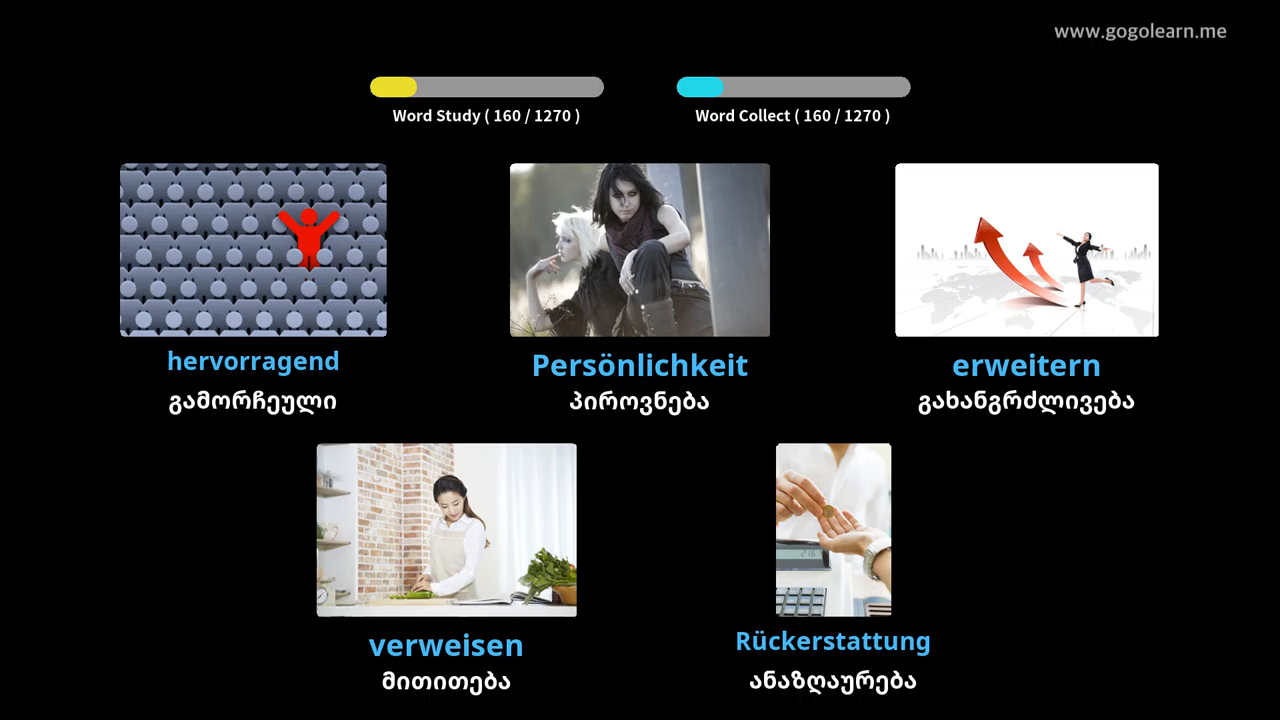 www.gogolearn.me
Word Study ( 160 / 1270 )
Word Collect ( 160 / 1270 )
hervorragend
გამორჩეული
Persönlichkeit
პიროვნება
erweitern
გახანგრძლივება
verweisen
მითითება
Rückerstattung
ანაზღაურება